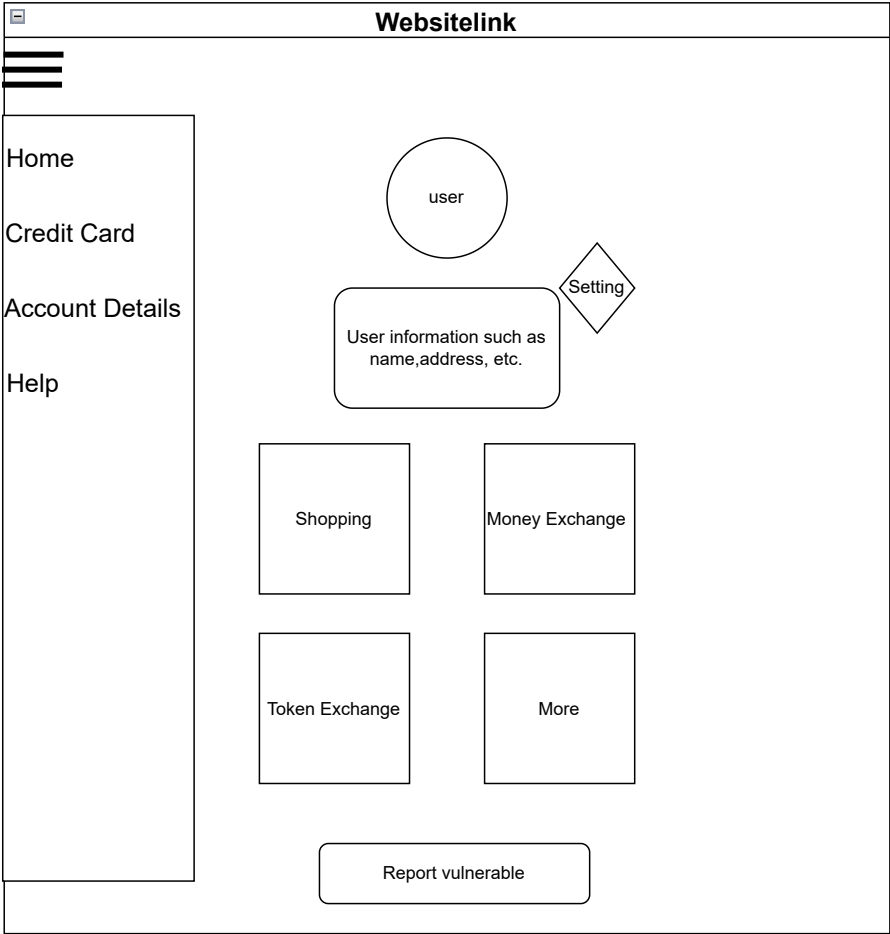 Websitelink
Home
Credit Card
Account Details
Help
user
Setting
User information such as
name,address, etc.
Shopping
Money Exchange
Token Exchange
More
Report vulnerable